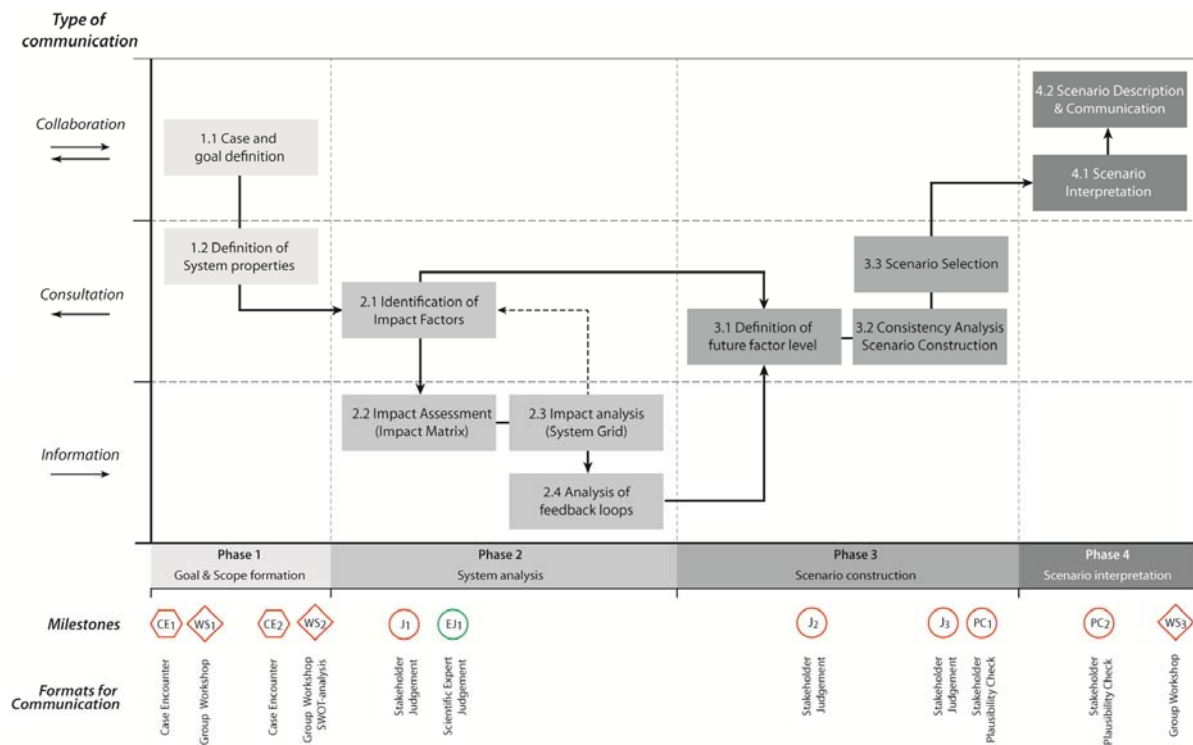 Type of
communication
Collaboration
1.1 Case and
goal definition
4.2 Scenario Description
& Communication
4.1 Scenario
Interpretation
Consultation
1.2 Definition of
System properties
2.1 Identification of
Impact Factors
3.1 Definition of
future factor level
3.3 Scenario Selection
3.2 Consistency Analysis
Scenario Construction
Information
2.2 Impact Assessment
(Impact Matrix)
2.3 Impact analysis
(System Grid)
2.4 Analysis of
feedback loops
Phase 1
Goal & Scope formation
Phase 2
System analysis
Phase 3
Scenario construction
Phase 4
Scenario interpretation
Milestones
CE1
WS1
CE2
WS2
J1
EJ1
J2
J3
PC1
PC2
WS3
Formats for
Communication
Case Encounter
Group Workshop
Case Encounter
Group Workshop
SWOT-analysis
Stakeholder
Judgement
Scientific Expert
Judgement
Stakeholder
Judgement
Stakeholder
Judgement
Stakeholder
Plausibility Check
Stakeholder
Plausibility Check
Group Workshop